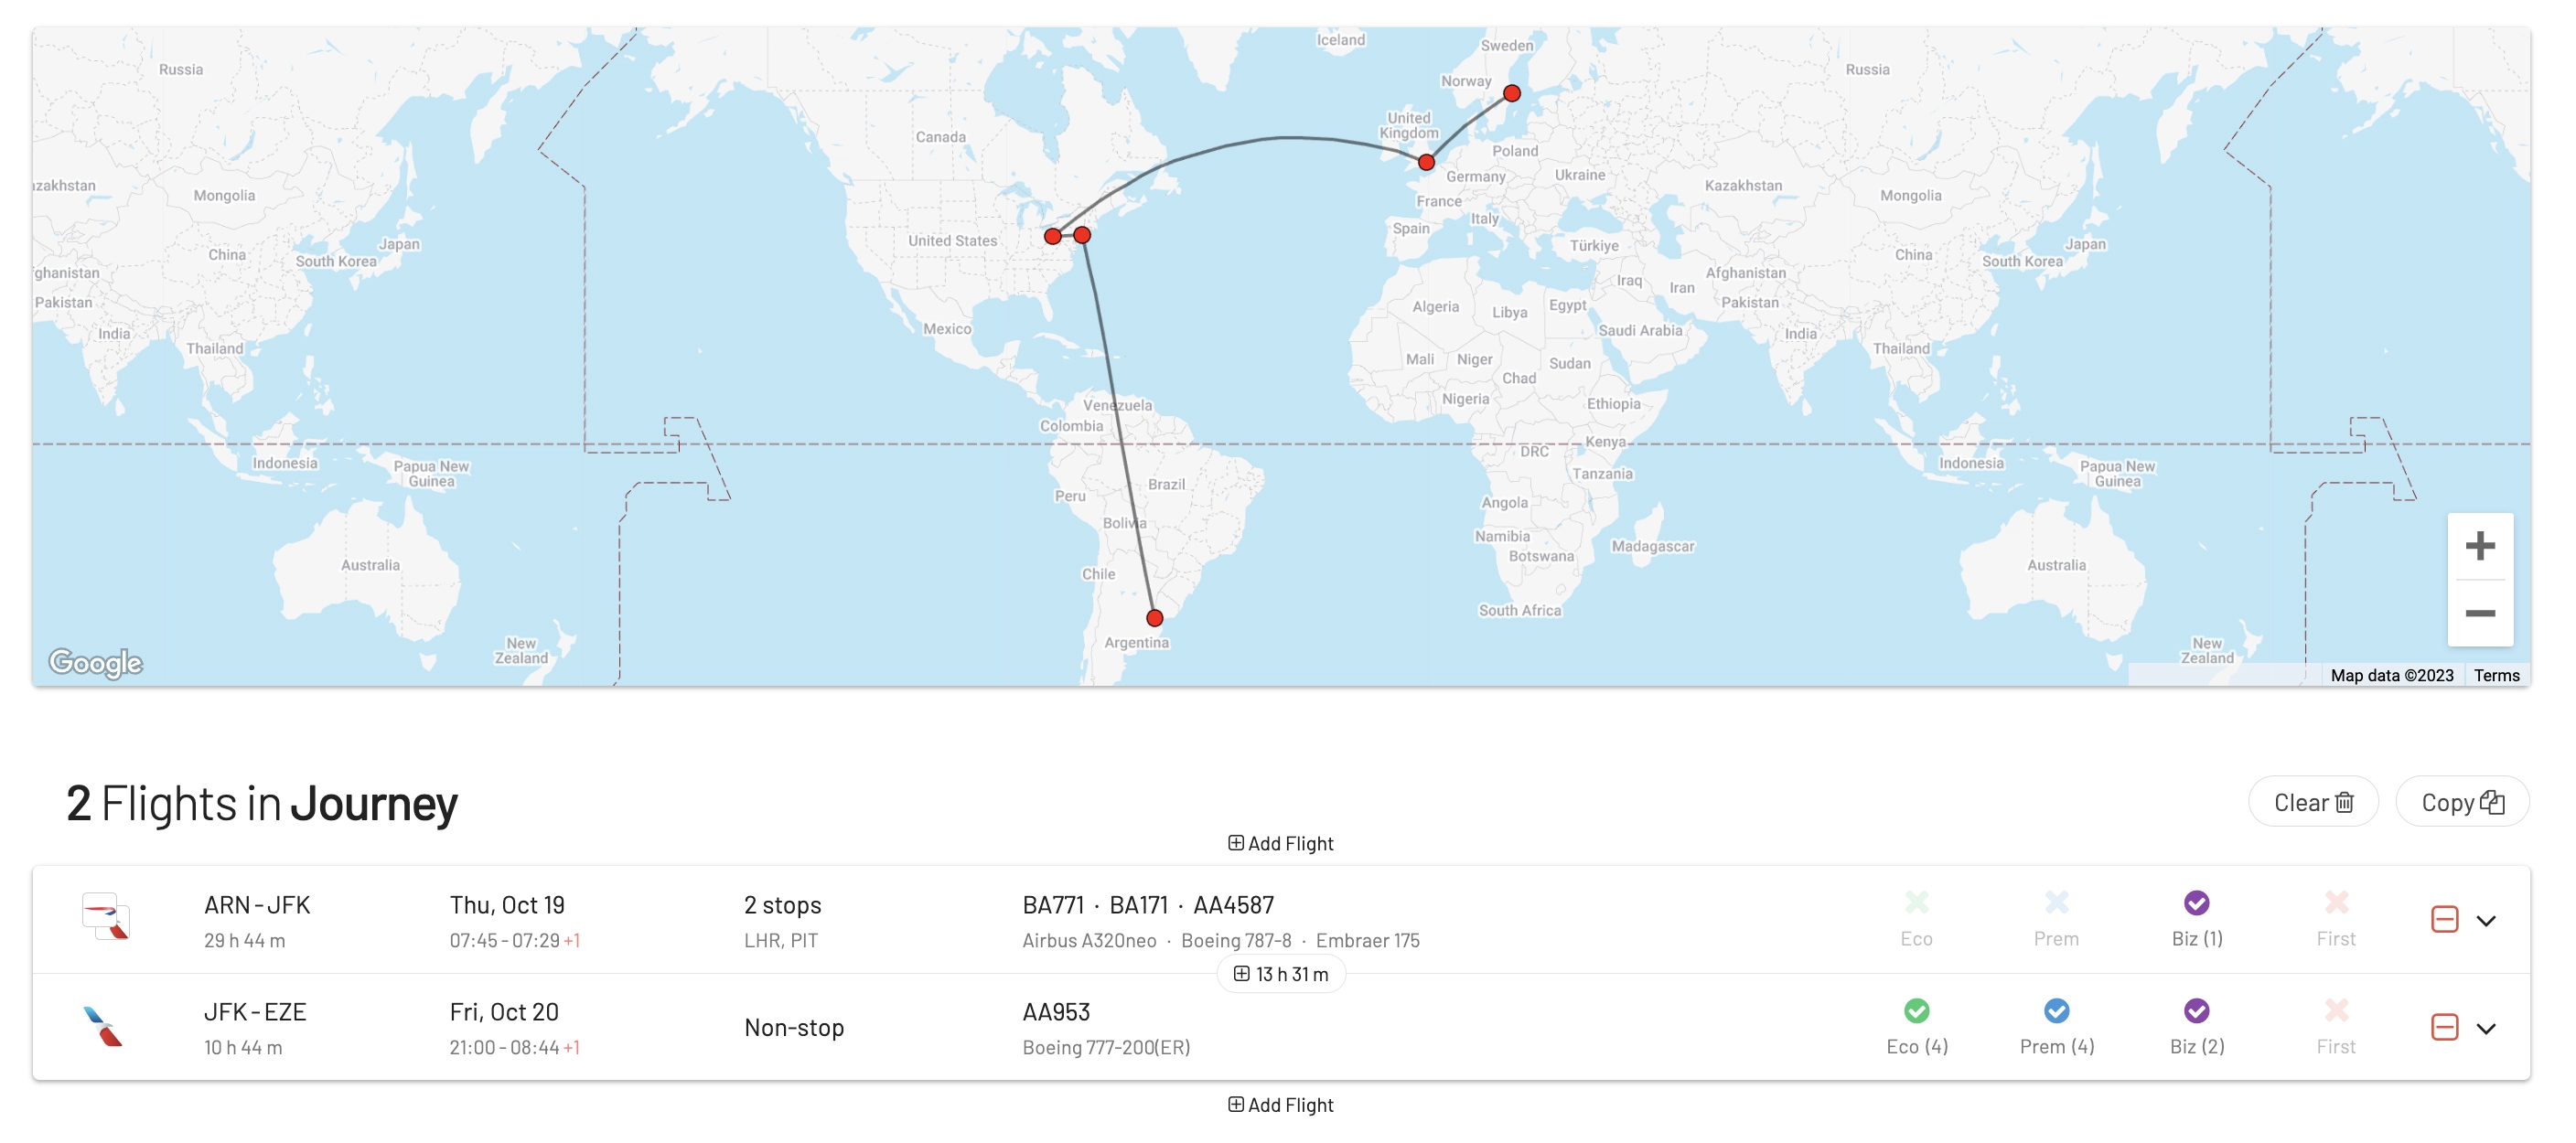 Iceland
Sweden
Norway
Russia
Russia
United
Kingdom
Canada
Poland
Germany
Ukraine
zakhstan
Kazakhstan
Mongolia
Mongolia
France
Italy
Spain
Türkiye
United States
Japan
Japan
China
China
South Korea
South Korea
ghanistan
Afghanistan
Iraq
Iran
Pakistan
Pakistan
Algeria
Libya
Egypt
Saudi Arabia
Mexico
India
India
Thailand
Thailand
Mali
Niger
Chad
Sudan
Nigeria
Ethiopia
Venezuela
Colombia
Kenya
DRC
Indonesia
Indonesia
Papua New
Guinea
Papua New
Guinea
Tanzania
Brazil
Peru
Angola
Bolivia
Namibia
Botswana
Madagascar
Australia
Australia
Chile
South Africa
Argentina
New
Zealand
New
Zealand
Google
Map data ©2023 Terms
2 Flights in Journey
Clear
Copy
Add Flight
ARN - JFK Thu, Oct 19 2 stops BA771 · BA171 · AA4587
29 h 44 m 07:45 - 07:29 +1 LHR, PIT Airbus A320neo · Boeing 787-8 · Embraer 175 Eco Prem Biz (1) First
13 h 31 m
JFK - EZE Fri, Oct 20 Non-stop AA953
10 h 44 m 21:00 - 08:44 +1 Boeing 777-200(ER) Eco (4) Prem (4) Biz (2) First
Add Flight